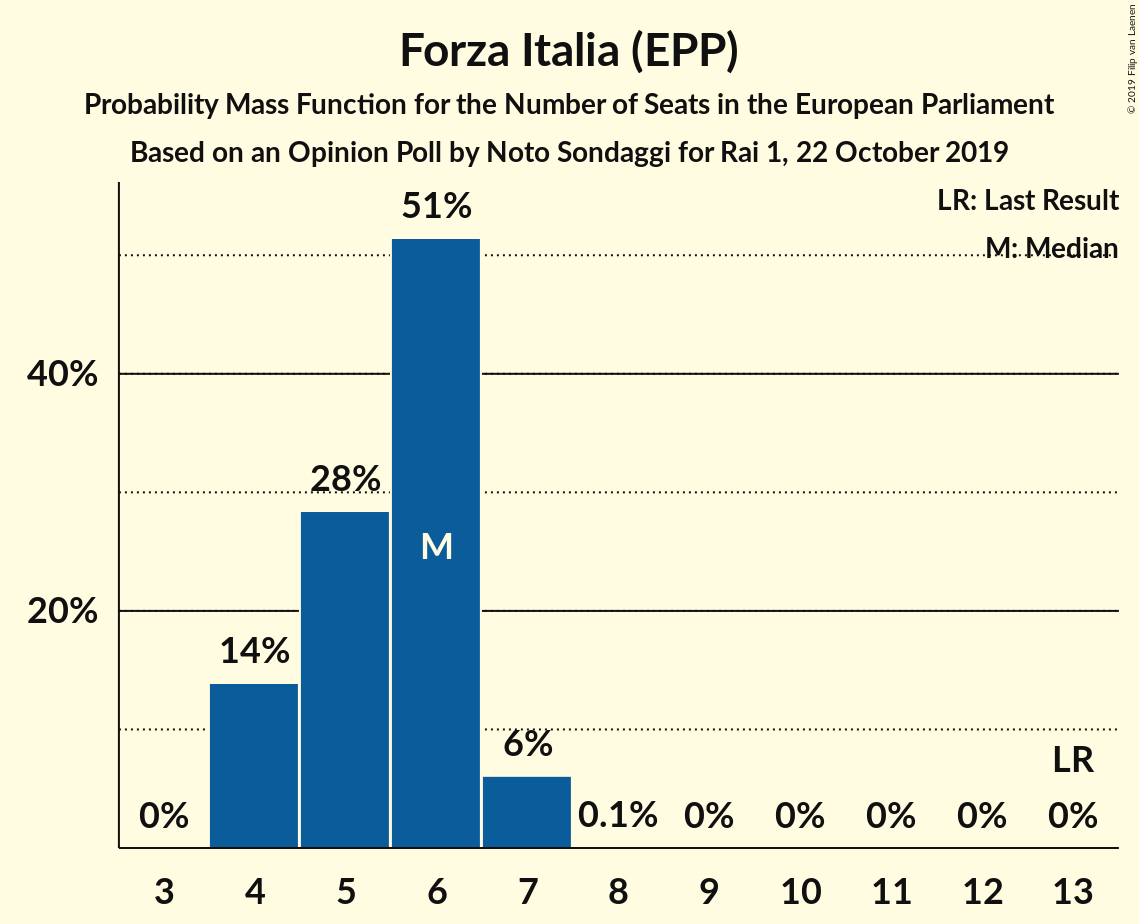 Forza Italia (EPP)
Probability Mass Function for the Number of Seats in the European Parliament
Based on an Opinion Poll by Noto Sondaggi for Rai 1, 22 October 2019
© 2019 Filip van Laenen
LR: Last Result
M: Median
51%
40%
28%
M
20%
14%
6%
LR
0% 0.1% 0% 0% 0% 0% 0%
3 4 5 6 7 8 9 10 11 12 13